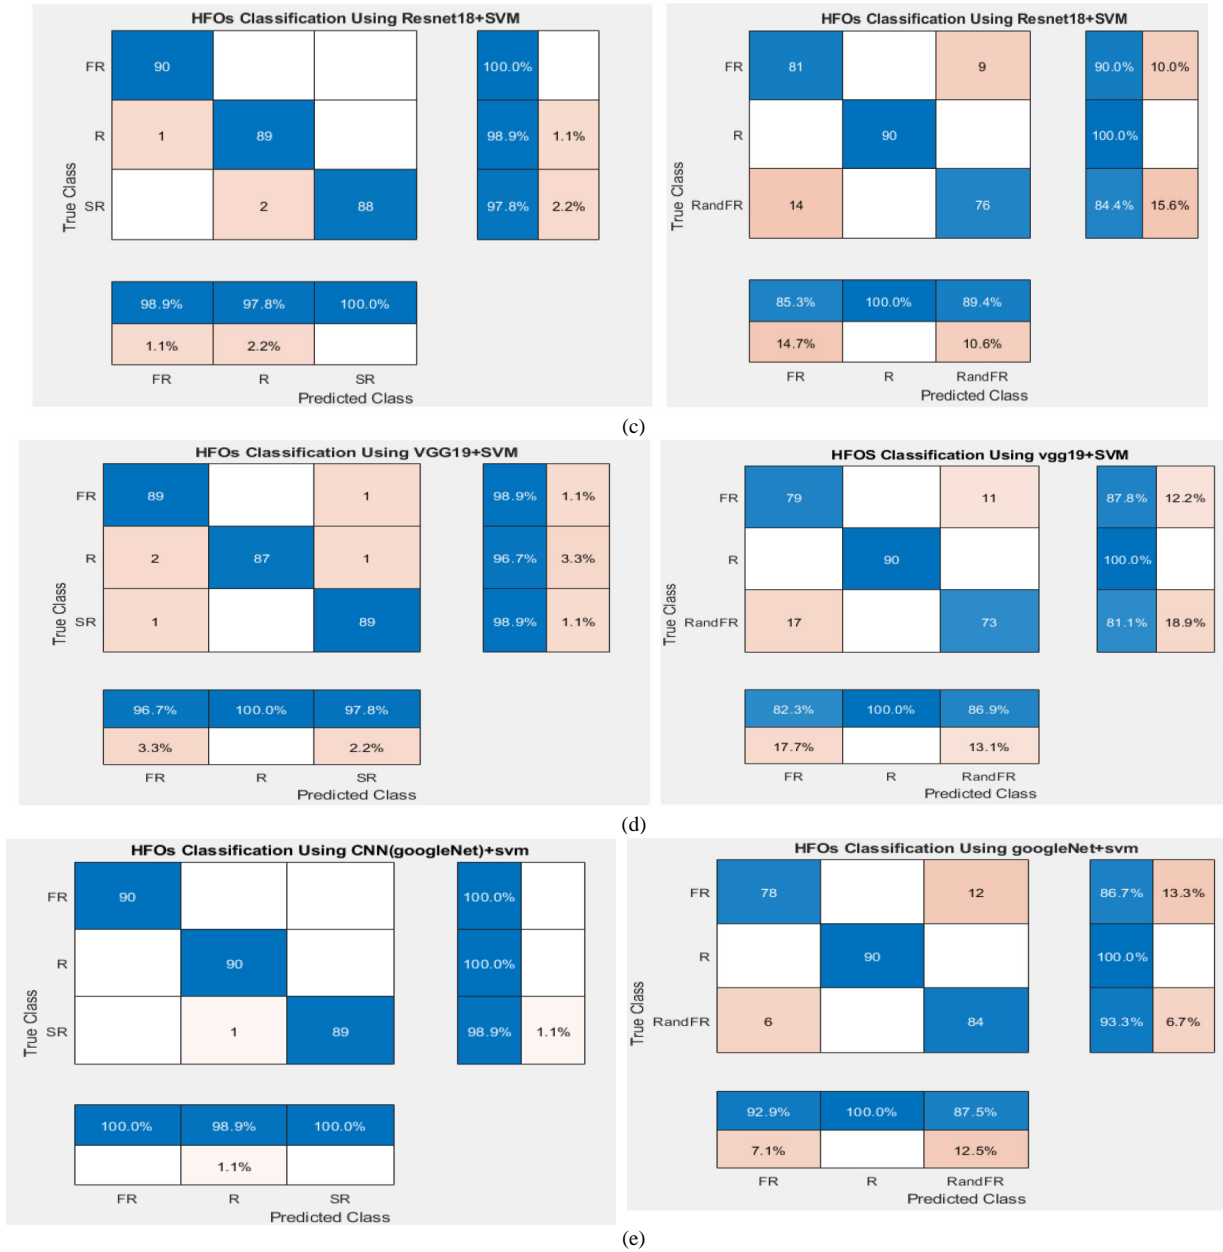 HFOs Classification Using Resnet18+SVM
FR 90 100.0%
R 1 89 98.9% 1.1%
SR 2 88 97.8% 2.2%
True Class
98.9% 97.8% 100.0%
1.1% 2.2%
FR R SR
Predicted Class
HFOs Classification Using Resnet18+SVM
FR 81 9 90.0% 10.0%
R 90 100.0%
RandFR 14 76 84.4% 15.6%
True Class
85.3% 100.0% 89.4%
14.7% 10.6%
FR R RandFR
Predicted Class
(c)
HFOs Classification Using VGG19+SVM
FR 89 1 98.9% 1.1%
R 2 87 1 96.7% 3.3%
SR 1 89 98.9% 1.1%
True Class
96.7% 100.0% 97.8%
3.3% 2.2%
FR R SR
Predicted Class
HFOS Classification Using vgg19+SVM
FR 79 11 87.8% 12.2%
R 90 100.0%
RandFR 17 73 81.1% 18.9%
True Class
82.3% 100.0% 86.9%
17.7% 13.1%
FR R RandFR
Predicted Class
(d)
HFOs Classification Using CNN(googleNet)+svm
FR 90 100.0%
R 90 100.0%
SR 1 89 98.9% 1.1%
True Class
100.0% 98.9% 100.0%
1.1%
FR R SR
Predicted Class
HFOs Classification Using googleNet+svm
FR 78 12 86.7% 13.3%
R 90 100.0%
RandFR 6 84 93.3% 6.7%
True Class
92.9% 100.0% 87.5%
7.1% 12.5%
FR R RandFR
Predicted Class
(e)